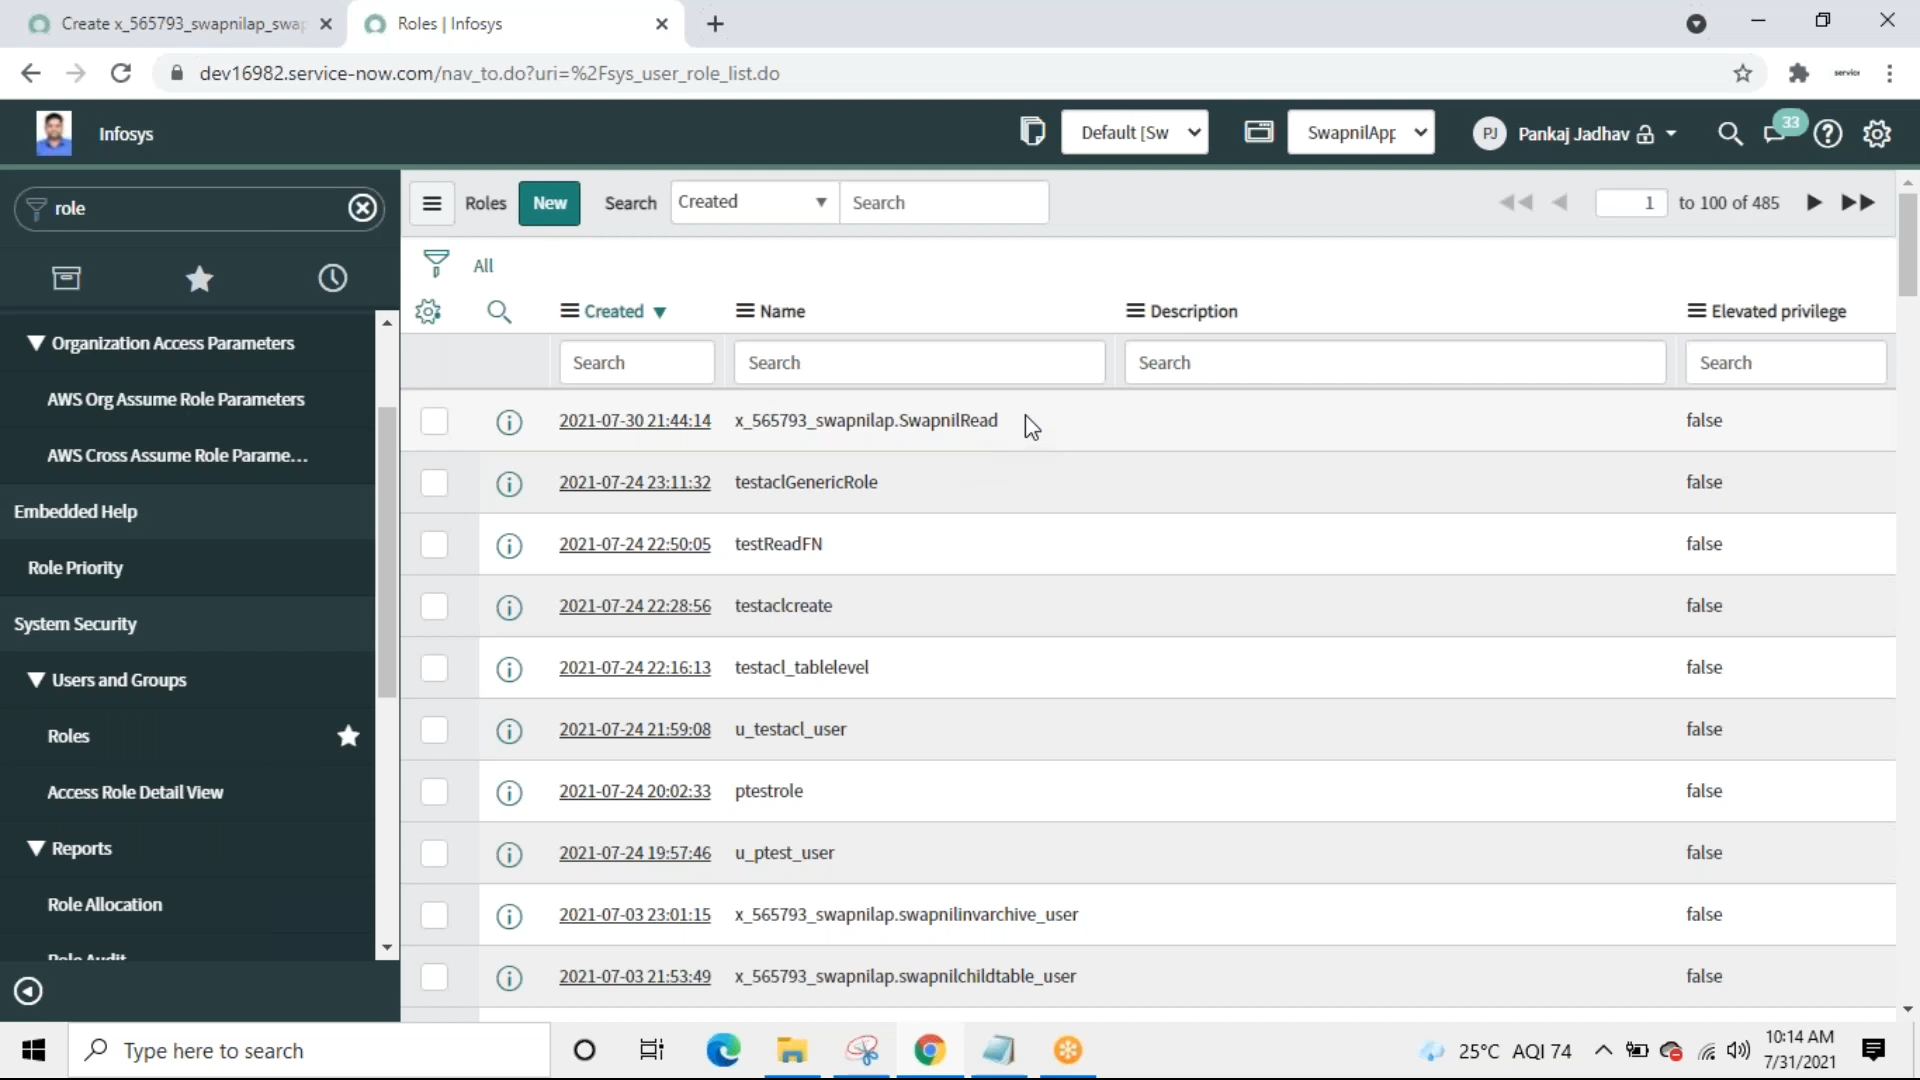 Create x_565793_swapnilap_swap
Roles | Infosys
dev16982.service-now.com/nav_to.do?uri=%2Fsys_user_role_list.do
service
Infosys
Default [Sw
SwapnilApp
PJ
Pankaj Jadhav
33
role
Roles
New
Search
Created
Search
1
to 100 of 485
All
Created
Name
Description
Elevated privilege
Search
Search
Search
Search
Organization Access Parameters
AWS Org Assume Role Parameters
AWS Cross Assume Role Parame...
Embedded Help
Role Priority
System Security
Users and Groups
Roles
Access Role Detail View
Reports
Role Allocation
Role Audit
2021-07-30 21:44:14 x_565793_swapnilap.SwapnilRead false
2021-07-24 23:11:32 testaclGenericRole false
2021-07-24 22:50:05 testReadFN false
2021-07-24 22:28:56 testaclcreate false
2021-07-24 22:16:13 testacl_tablelevel false
2021-07-24 21:59:08 u_testacl_user false
2021-07-24 20:02:33 ptestrole false
2021-07-24 19:57:46 u_ptest_user false
2021-07-03 23:01:15 x_565793_swapnilap.swapnilinvarchive_user false
2021-07-03 21:53:49 x_565793_swapnilap.swapnilchildtable_user false
Type here to search
25°C AQI 74
10:14 AM
7/31/2021